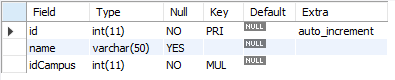 Field Type Null Key Default Extra
id int(11) NO PRI NULL auto_increment
name varchar(50) YES NULL
idCampus int(11) NO MUL NULL